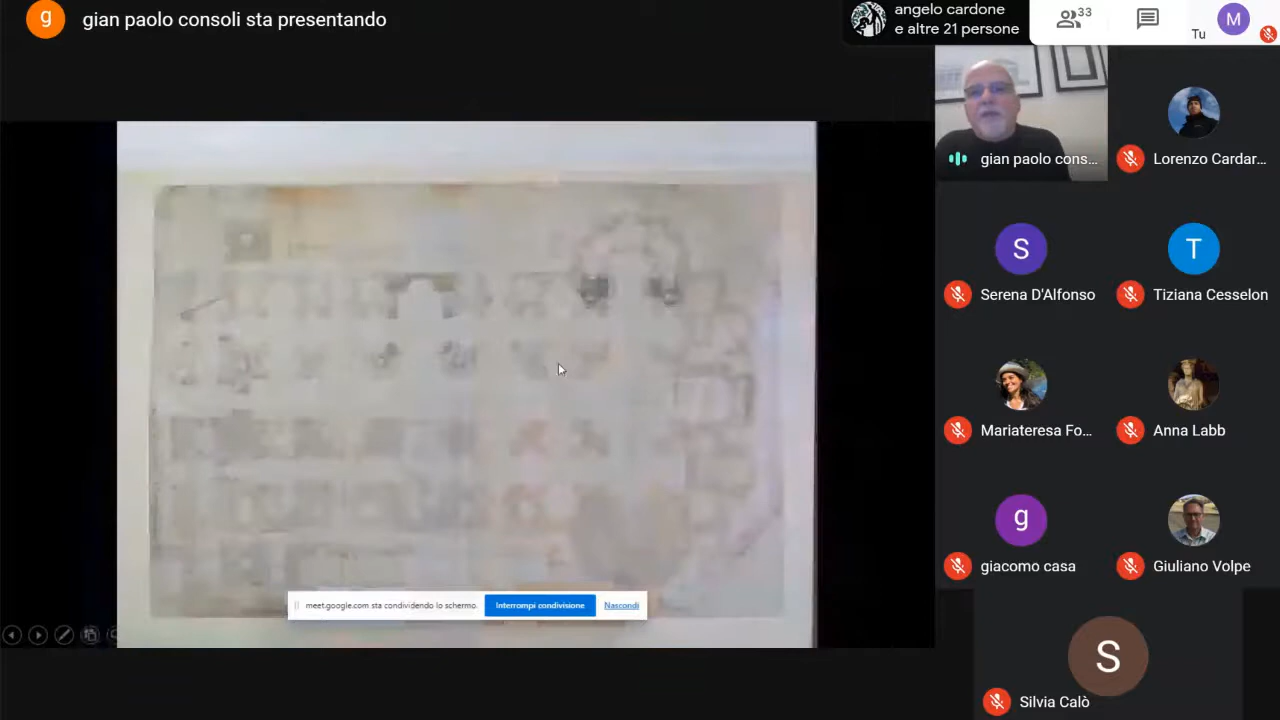 g
gian paolo consoli sta presentando
angelo cardone
e altre 21 persone
33
Tu
M
gian paolo cons...
Lorenzo Cardar...
S
Serena D'Alfonso
T
Tiziana Cesselon
Mariateresa Fo...
Anna Labb
g
giacomo casa
Giuliano Volpe
S
Silvia Calò
meet.google.com sta condividendo lo schermo.
Interrompi condivisione
Nascondi